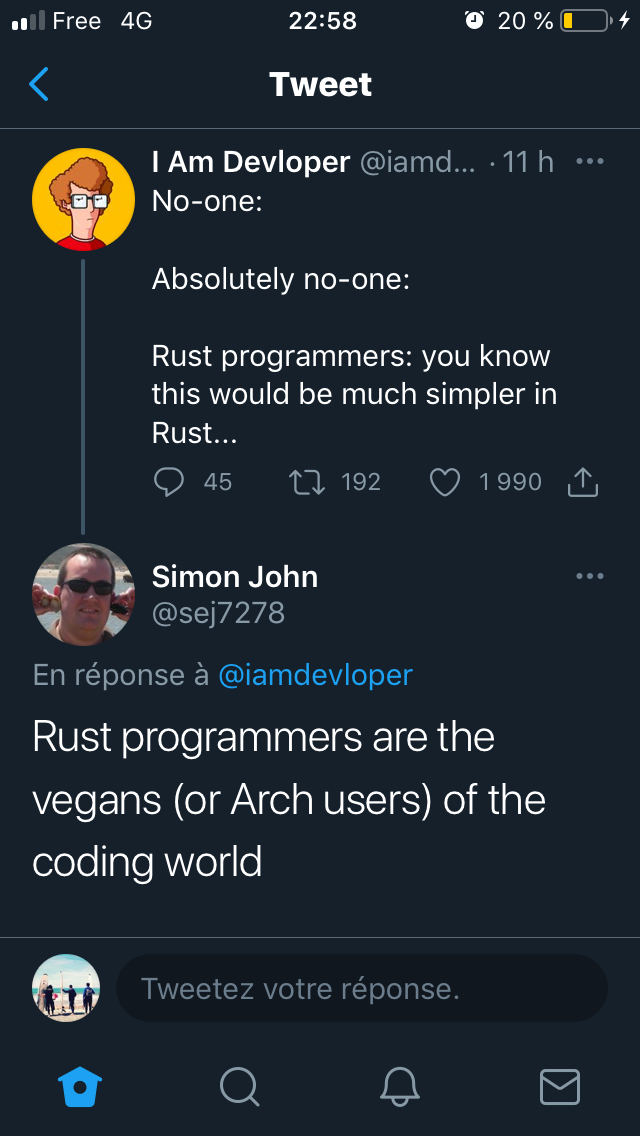 Free 4G 22:58 20 %
Tweet
I Am Devloper @iamd... · 11 h
No-one:
Absolutely no-one:
Rust programmers: you know
this would be much simpler in
Rust...
45 192 1 990
Simon John
@sej7278
En réponse à @iamdevloper
Rust programmers are the
vegans (or Arch users) of the
coding world
Tweetez votre réponse.